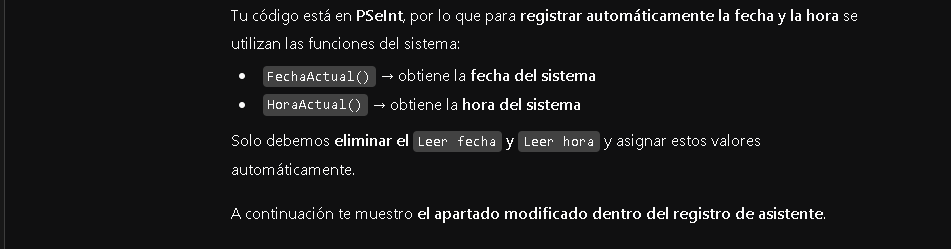 Tu código está en PSeInt, por lo que para registrar automáticamente la fecha y la hora se
utilizan las funciones del sistema:
• FechaActual() → obtiene la fecha del sistema
• HoraActual() → obtiene la hora del sistema
Solo debemos eliminar el Leer fecha y Leer hora y asignar estos valores
automáticamente.
A continuación te muestro el apartado modificado dentro del registro de asistente.